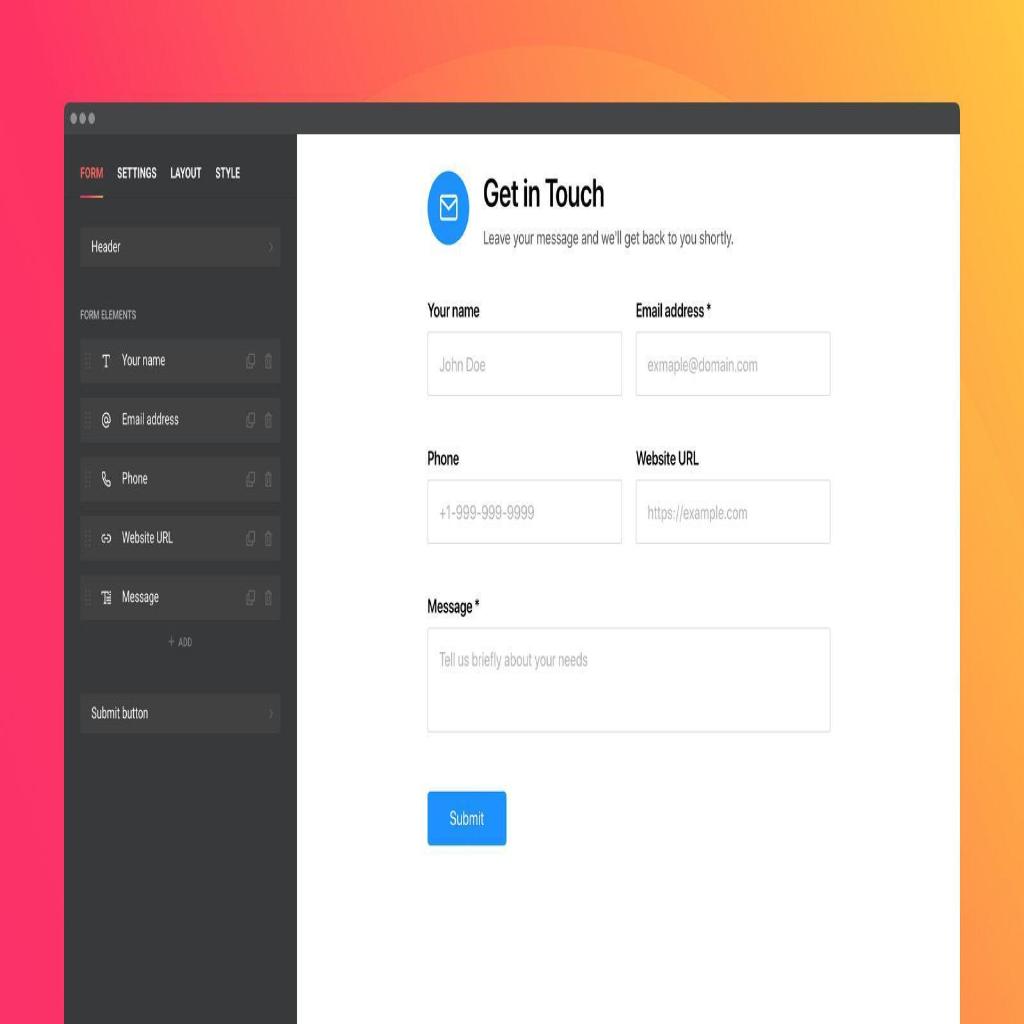 FORM SETTINGS LAYOUT STYLE
Header
FORM ELEMENTS
Your name
Email address
Phone
Website URL
Message
+ ADD
Submit button
Get in Touch
Leave your message and we'll get back to you shortly.
Your name
Email address *
John Doe
exmaple@domain.com
Phone
Website URL
+1-999-999-9999
https://example.com
Message *
Tell us briefly about your needs
Submit